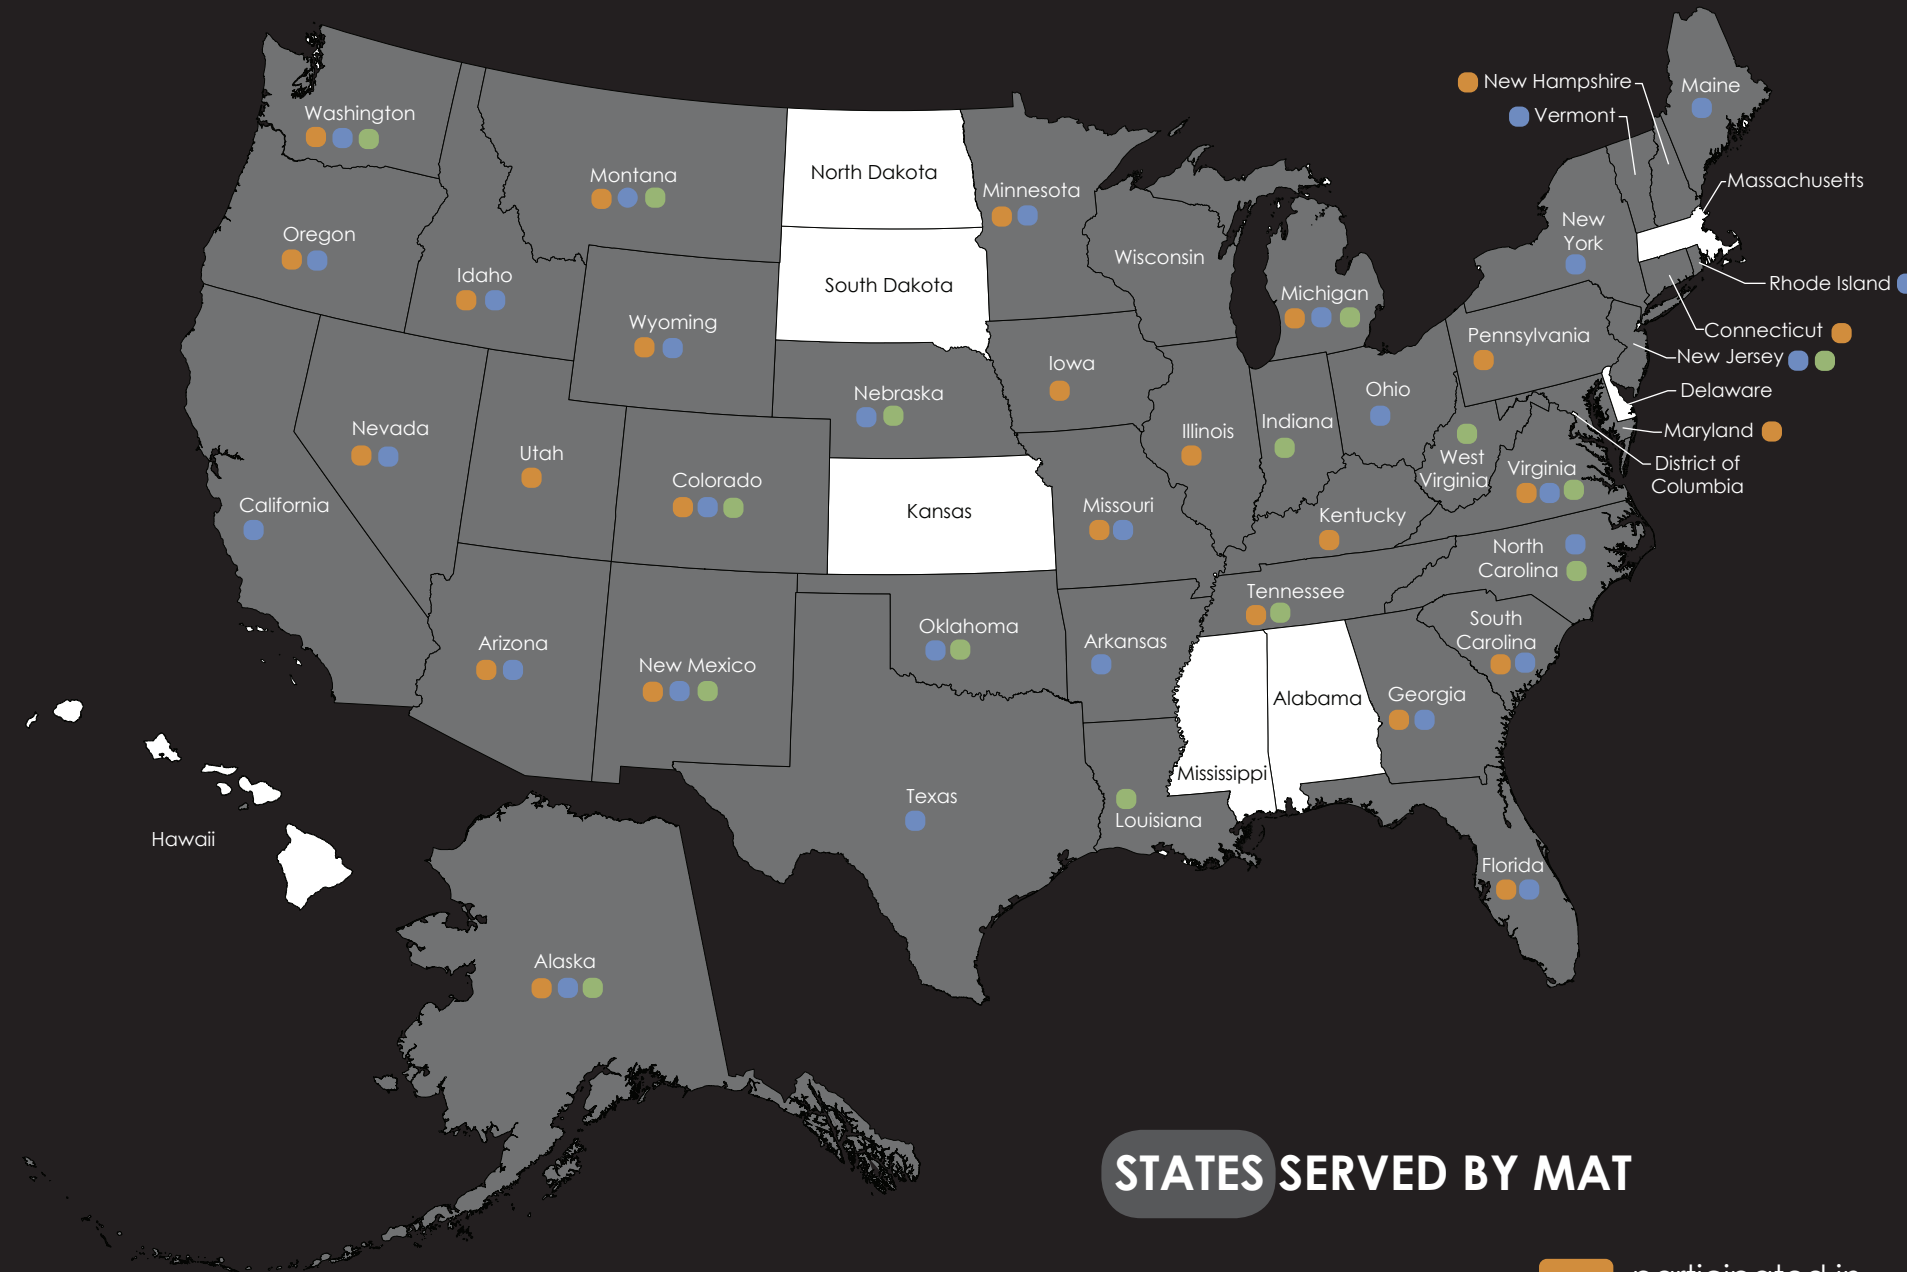 New Hampshire
Maine
Vermont
Washington
Montana
North Dakota
Minnesota
Massachusetts
Oregon
Idaho
South Dakota
Wisconsin
New
York
Rhode Island
Michigan
Wyoming
Connecticut
Pennsylvania
New Jersey
Iowa
Nebraska
Ohio
Delaware
Nevada
Utah
Illinois
Indiana
Maryland
Colorado
West
Virginia
Virginia
District of
Columbia
California
Kansas
Missouri
Kentucky
North
Carolina
Tennessee
Arizona
New Mexico
Oklahoma
Arkansas
South
Carolina
Alabama
Georgia
Mississippi
Texas
Louisiana
Hawaii
Florida
Alaska
STATES SERVED BY MAT
participated in